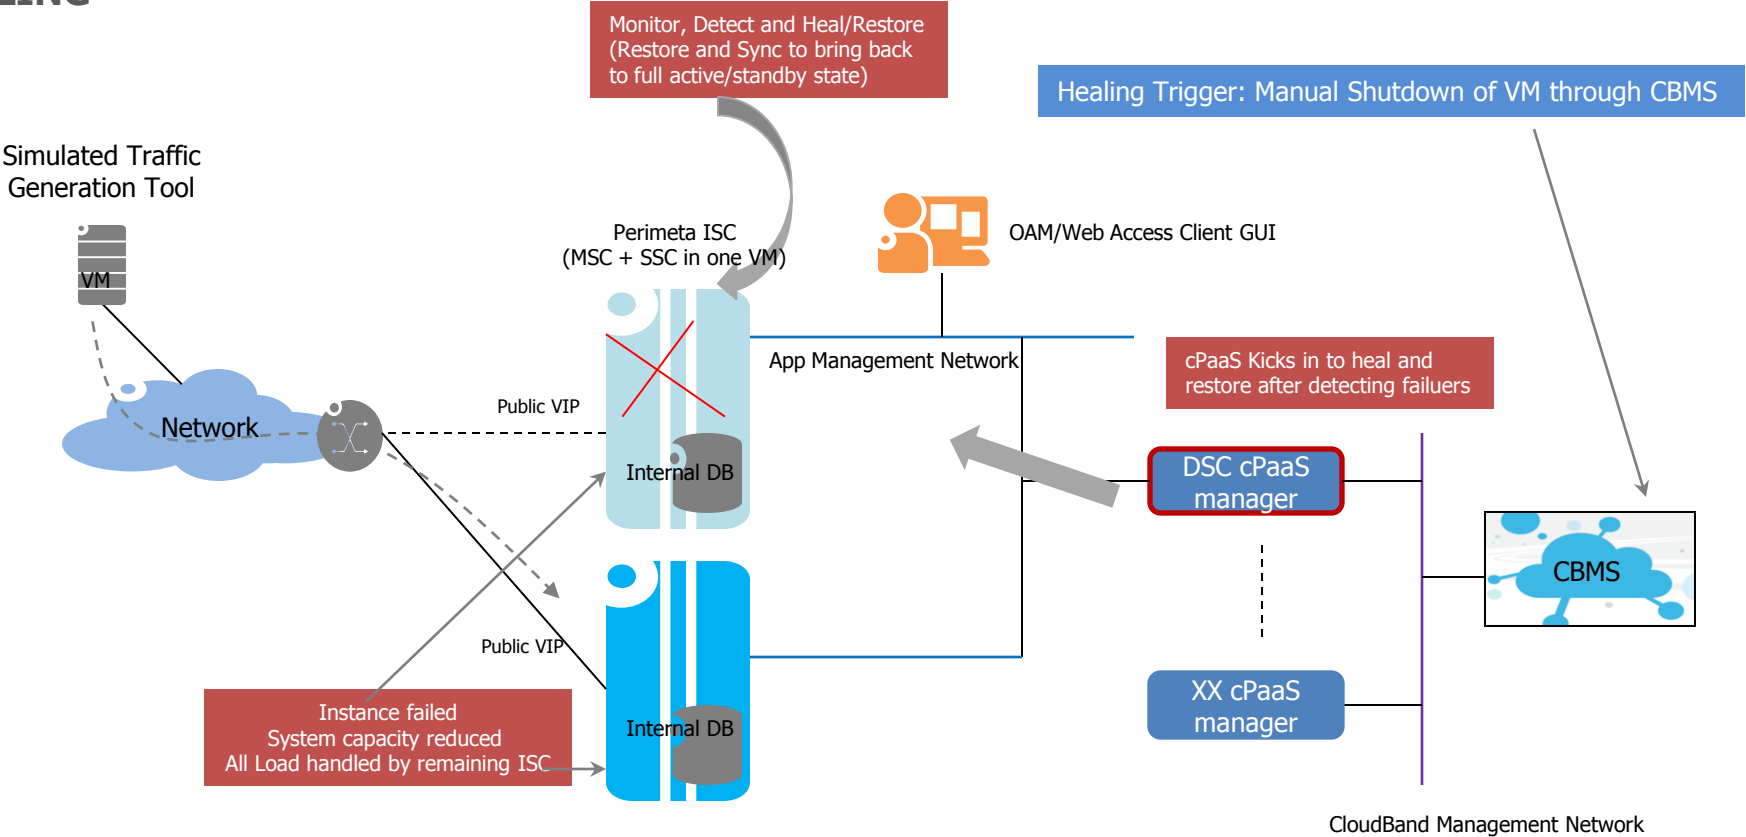 Monitor, Detect and Heal/Restore
(Restore and Sync to bring back
to full active/standby state)
Healing Trigger: Manual Shutdown of VM through CBMS
Simulated Traffic
Generation Tool
VM
Perimeta ISC
(MSC + SSC in one VM)
OAM/Web Access Client GUI
App Management Network
cPaaS Kicks in to heal and
restore after detecting failuers
Network
Public VIP
Internal DB
DSC cPaaS
manager
CBMS
Public VIP
Internal DB
XX cPaaS
manager
Instance failed
System capacity reduced
All Load handled by remaining ISC
CloudBand Management Network